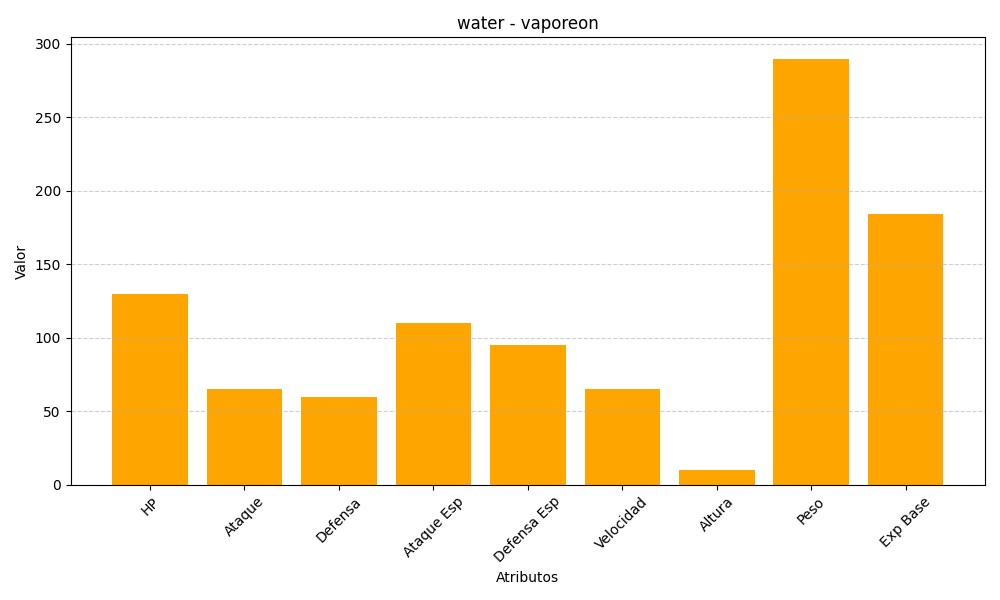 water - vaporeon
300
250
200
150
100
50
0
Valor
HP
Ataque
Defensa
Ataque Esp
Defensa Esp
Velocidad
Altura
Peso
Exp Base
Atributos